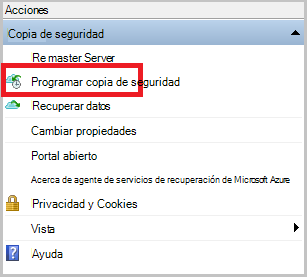 Acciones
Copia de seguridad
Re master Server
Programar copia de seguridad
Recuperar datos
Cambiar propiedades
Portal abierto
Acerca de agente de servicios de recuperación de Microsoft Azure
Privacidad y Cookies
Vista
Ayuda